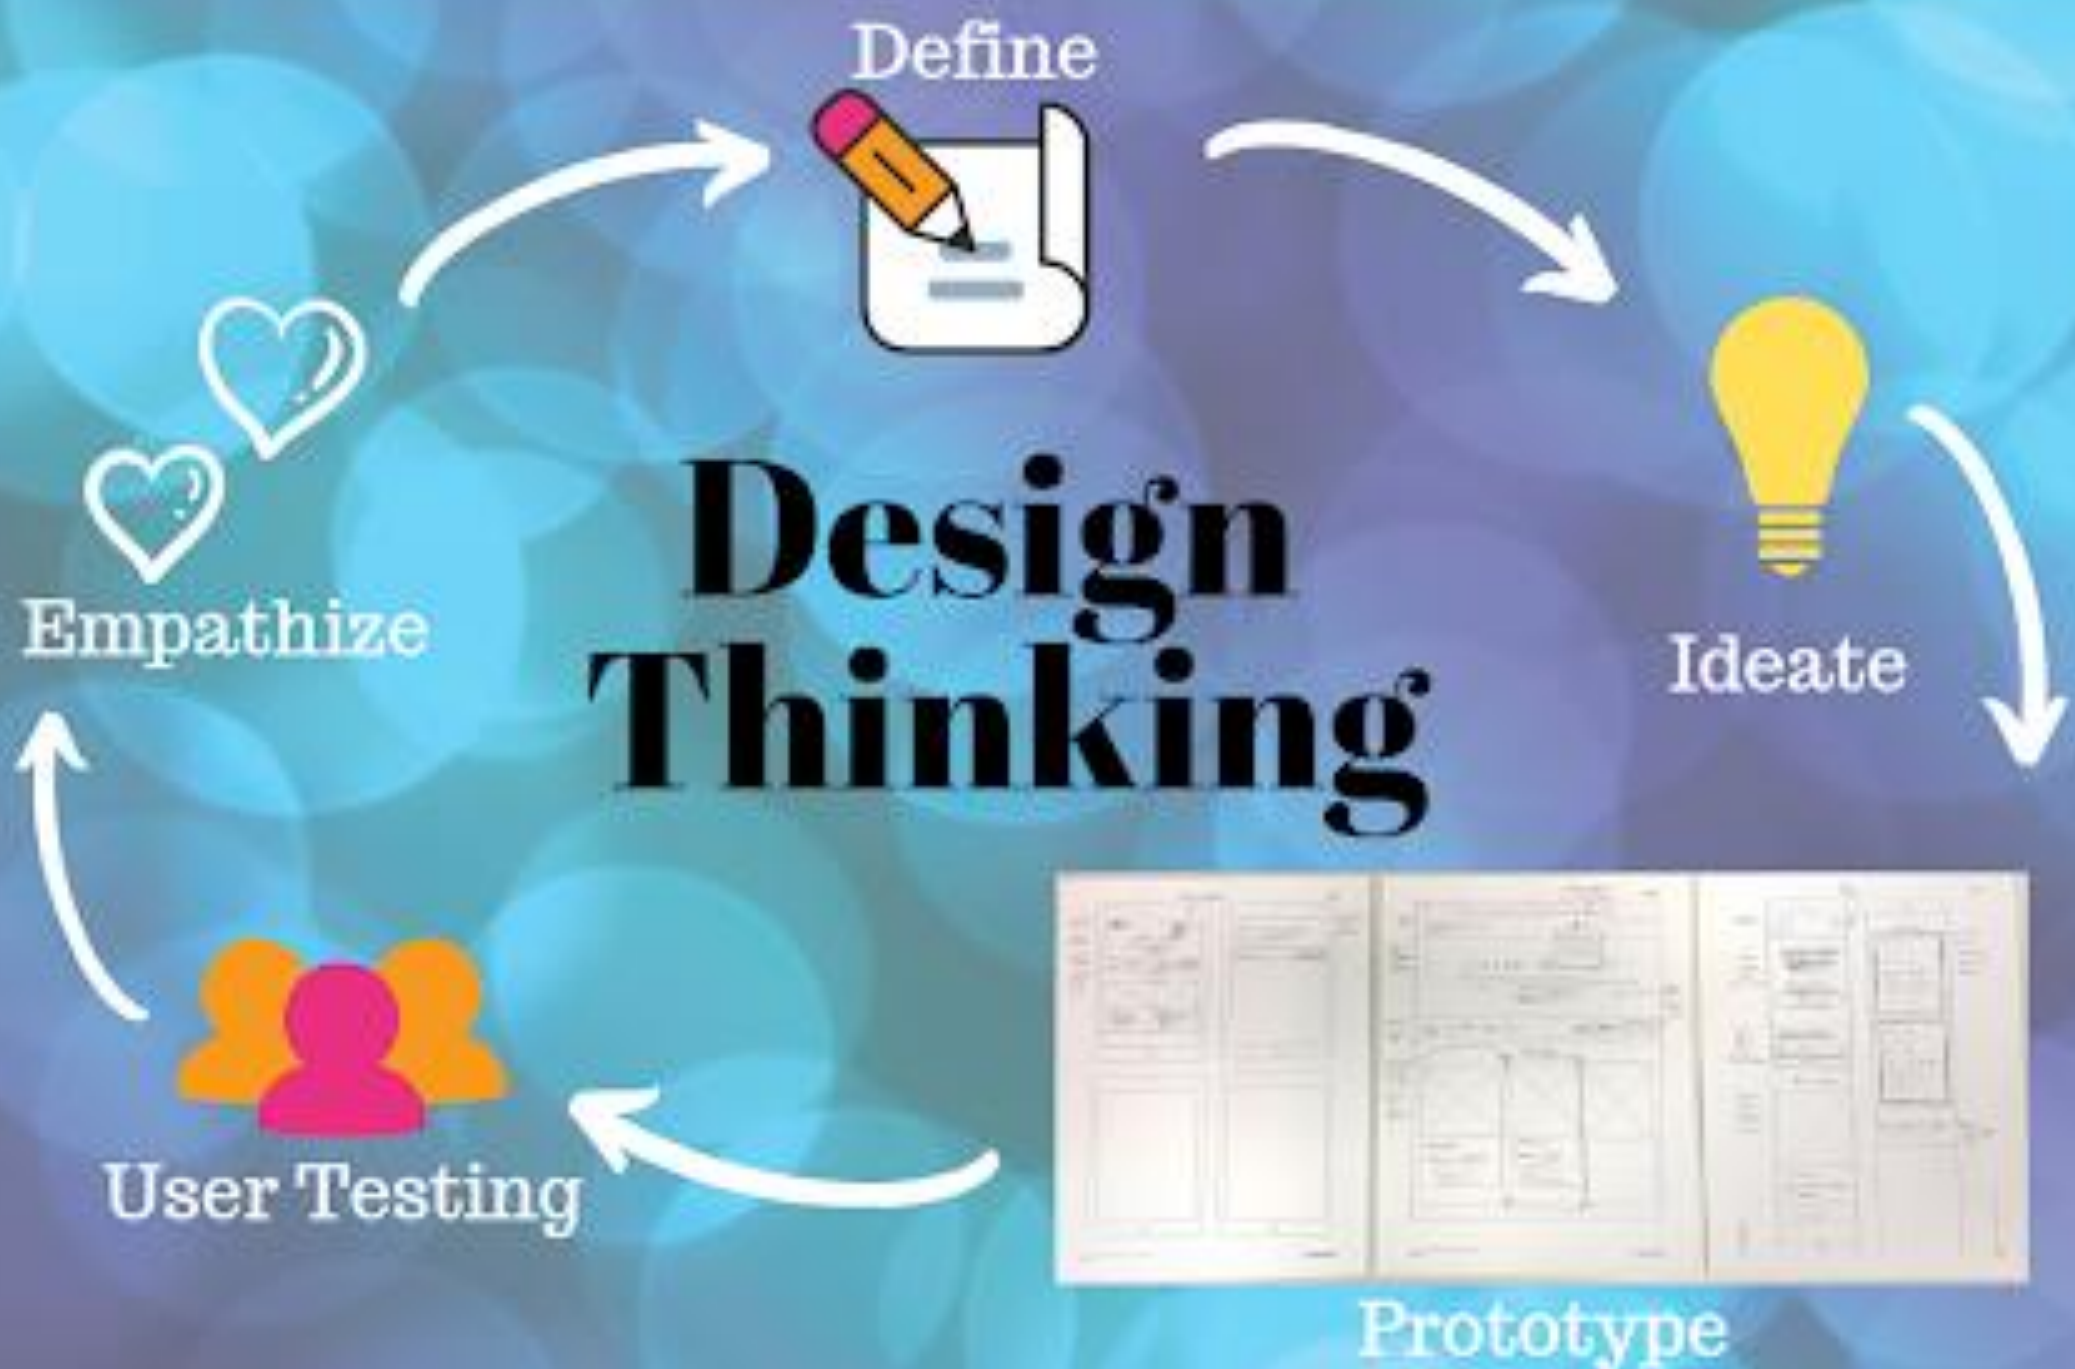 Define
Design
Thinking
Empathize
Ideate
User Testing
Prototype